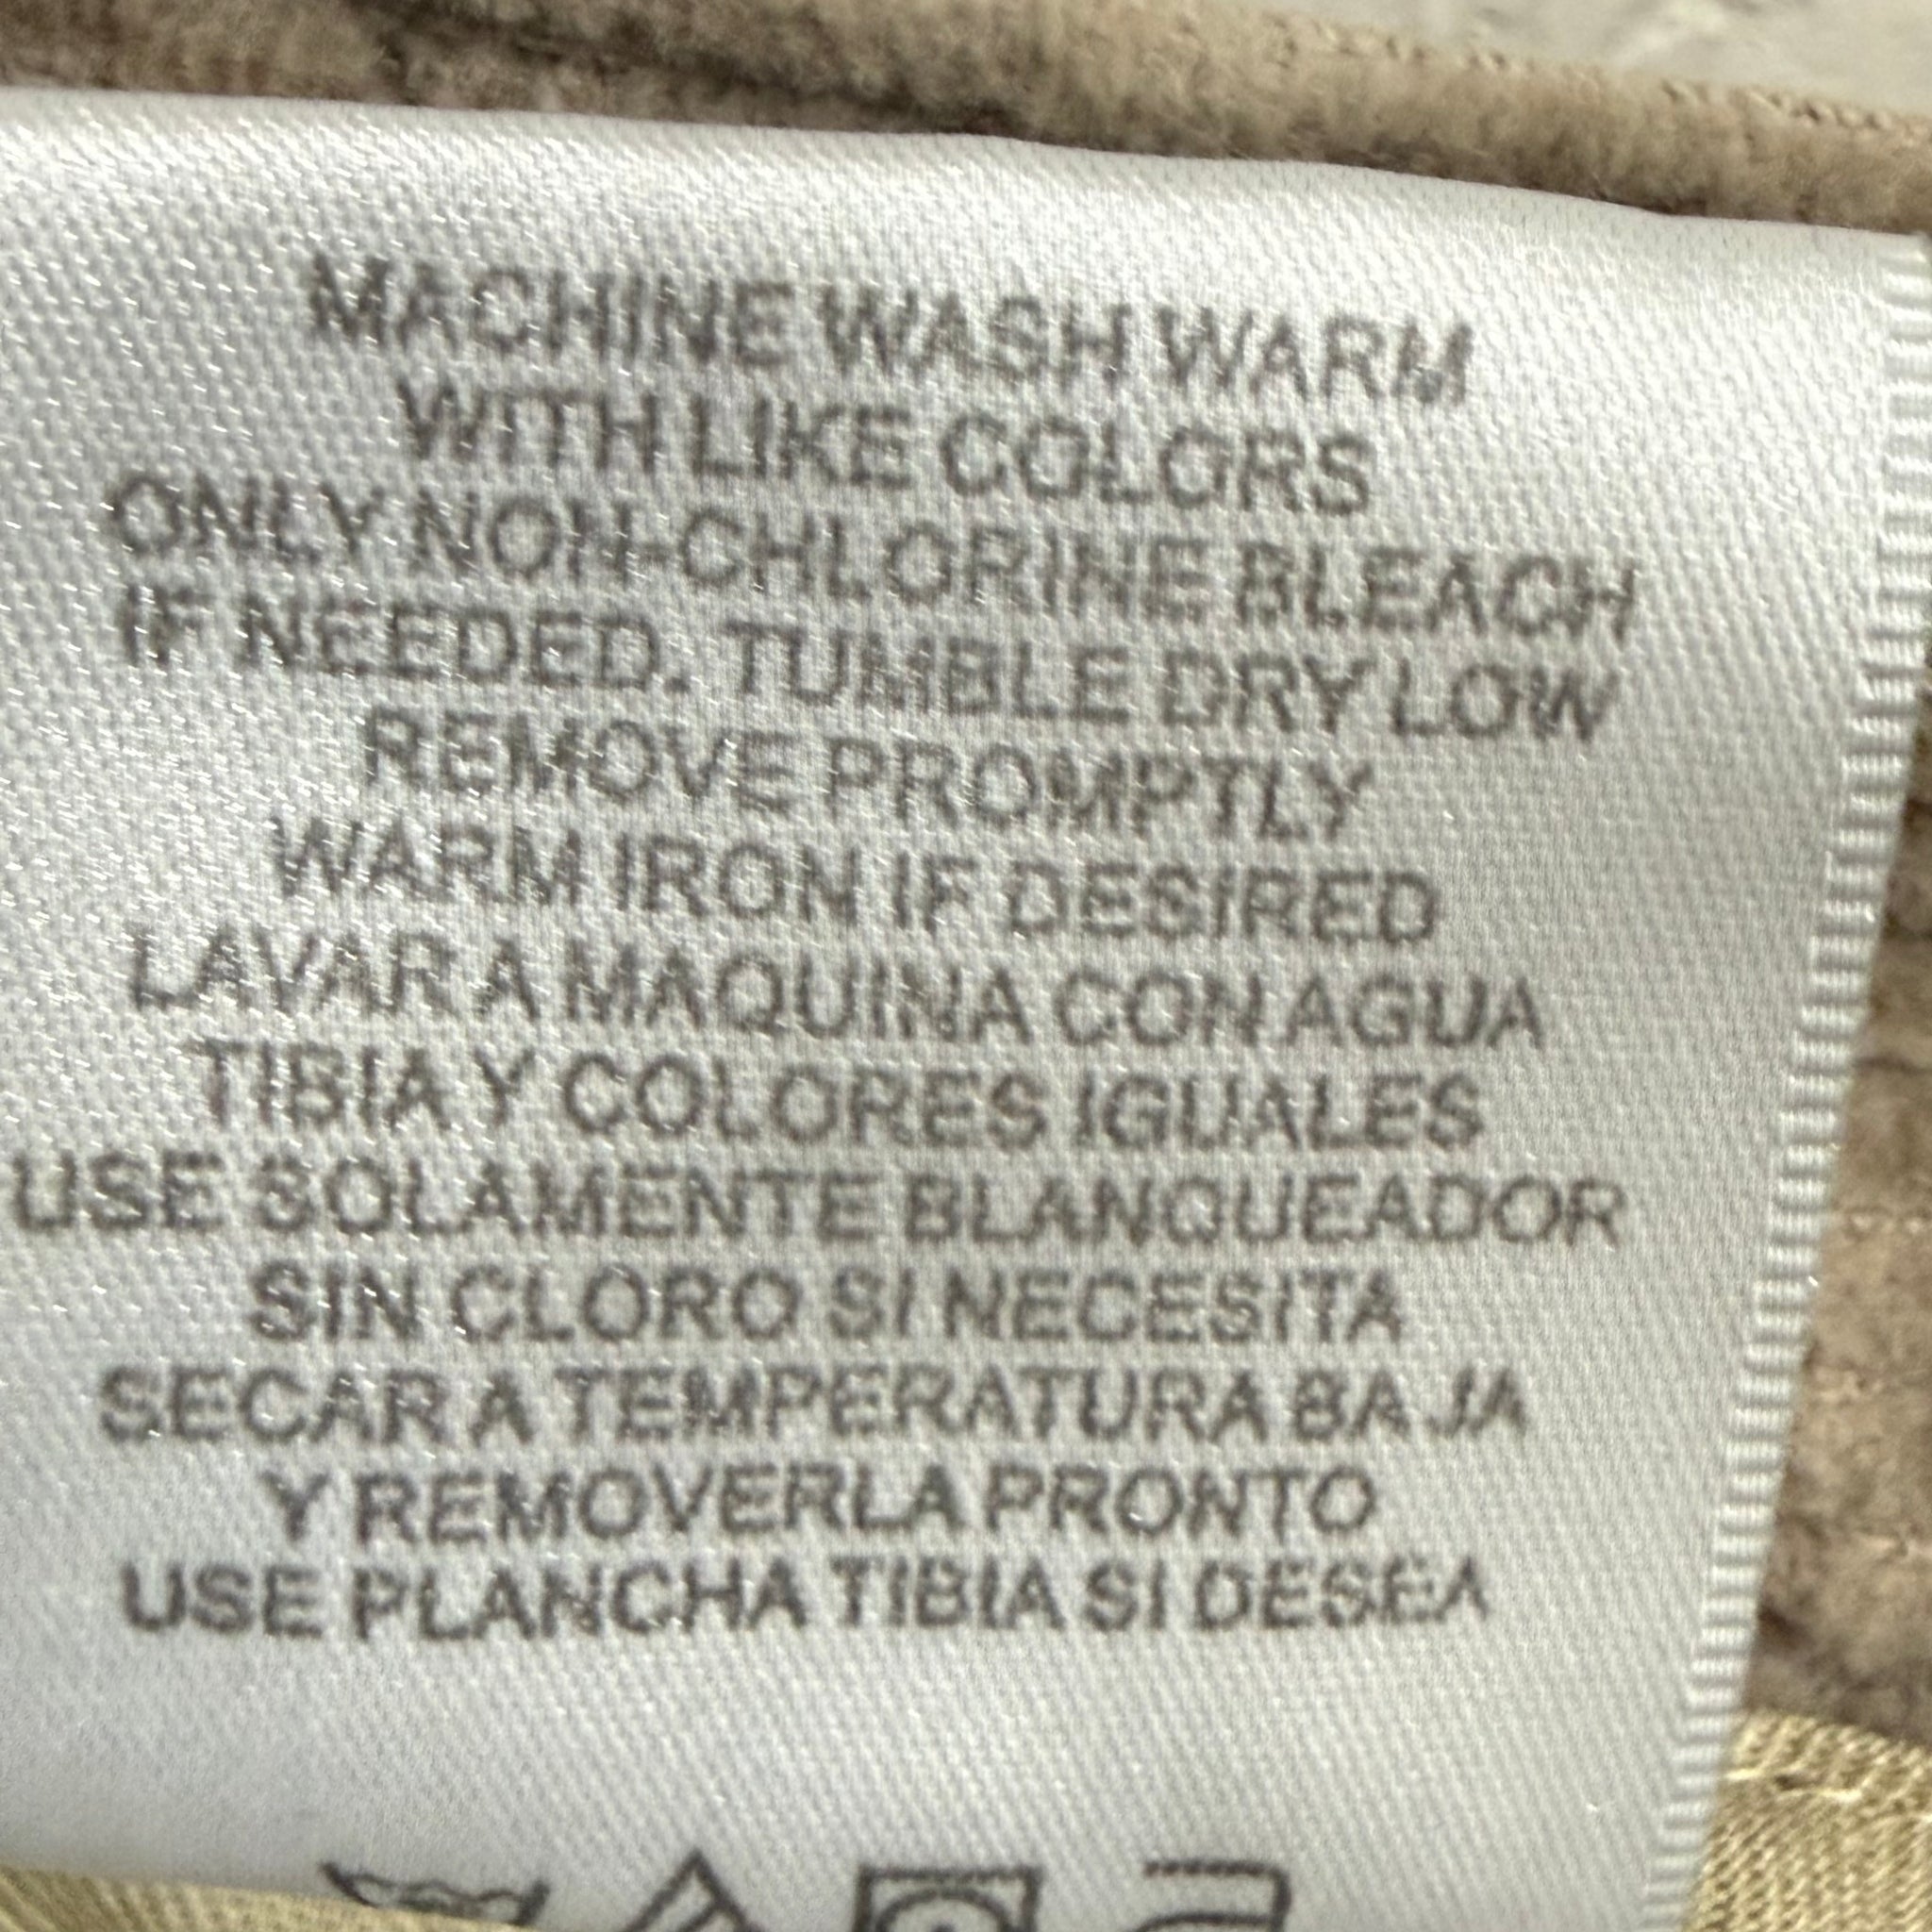 MACHINE WASH WARM
WITH LIKE COLORS
ONLY NON-CHLORINE BLEACH
IF NEEDED. TUMBLE DRY LOW
REMOVE PROMPTLY
WARM IRON IF DESIRED
LAVAR A MAQUINA CON AGUA
TIBIA Y COLORES IGUALES
USE SOLAMENTE BLANQUEADOR
SIN CLORO SI NECESITA
SECAR A TEMPERATURA BAJA
Y REMOVERLA PRONTO
USE PLANCHA TIBIA SI DESEA